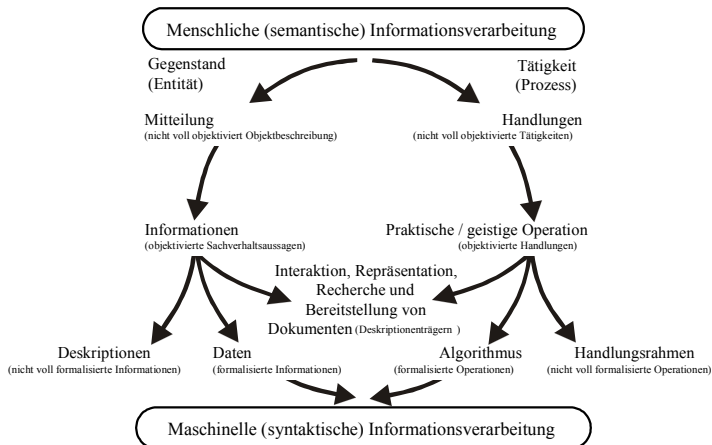 Menschliche (semantische) Informationsverarbeitung
Gegenstand
(Entität)
Tätigkeit
(Prozess)
Mitteilung
(nicht voll objektiviert Objektbeschreibung)
Handlungen
(nicht voll objektivierte Tätigkeiten)
Informationen
(objektivierte Sachverhaltsaussagen)
Praktische / geistige Operation
(objektivierte Handlungen)
Interaktion, Repräsentation,
Recherche und
Bereitstellung von
Dokumenten (Deskriptionenträgern )
Deskriptionen
(nicht voll formalisierte Informationen)
Daten
(formalisierte Informationen)
Algorithmus
(formalisierte Operationen)
Handlungsrahmen
(nicht voll formalisierte Operationen)
Maschinelle (syntaktische) Informationsverarbeitung